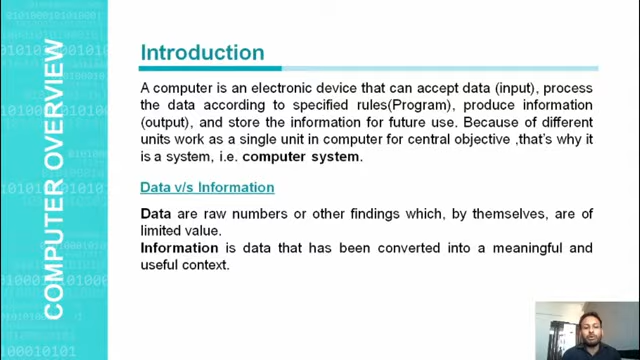 COMPUTER OVERVIEW
Introduction
A computer is an electronic device that can accept data (input), process
the data according to specified rules(Program), produce information
(output), and store the information for future use. Because of different
units work as a single unit in computer for central objective ,that's why it
is a system, i.e. computer system.
Data v/s Information
Data are raw numbers or other findings which, by themselves, are of
limited value.
Information is data that has been converted into a meaningful and
useful context.